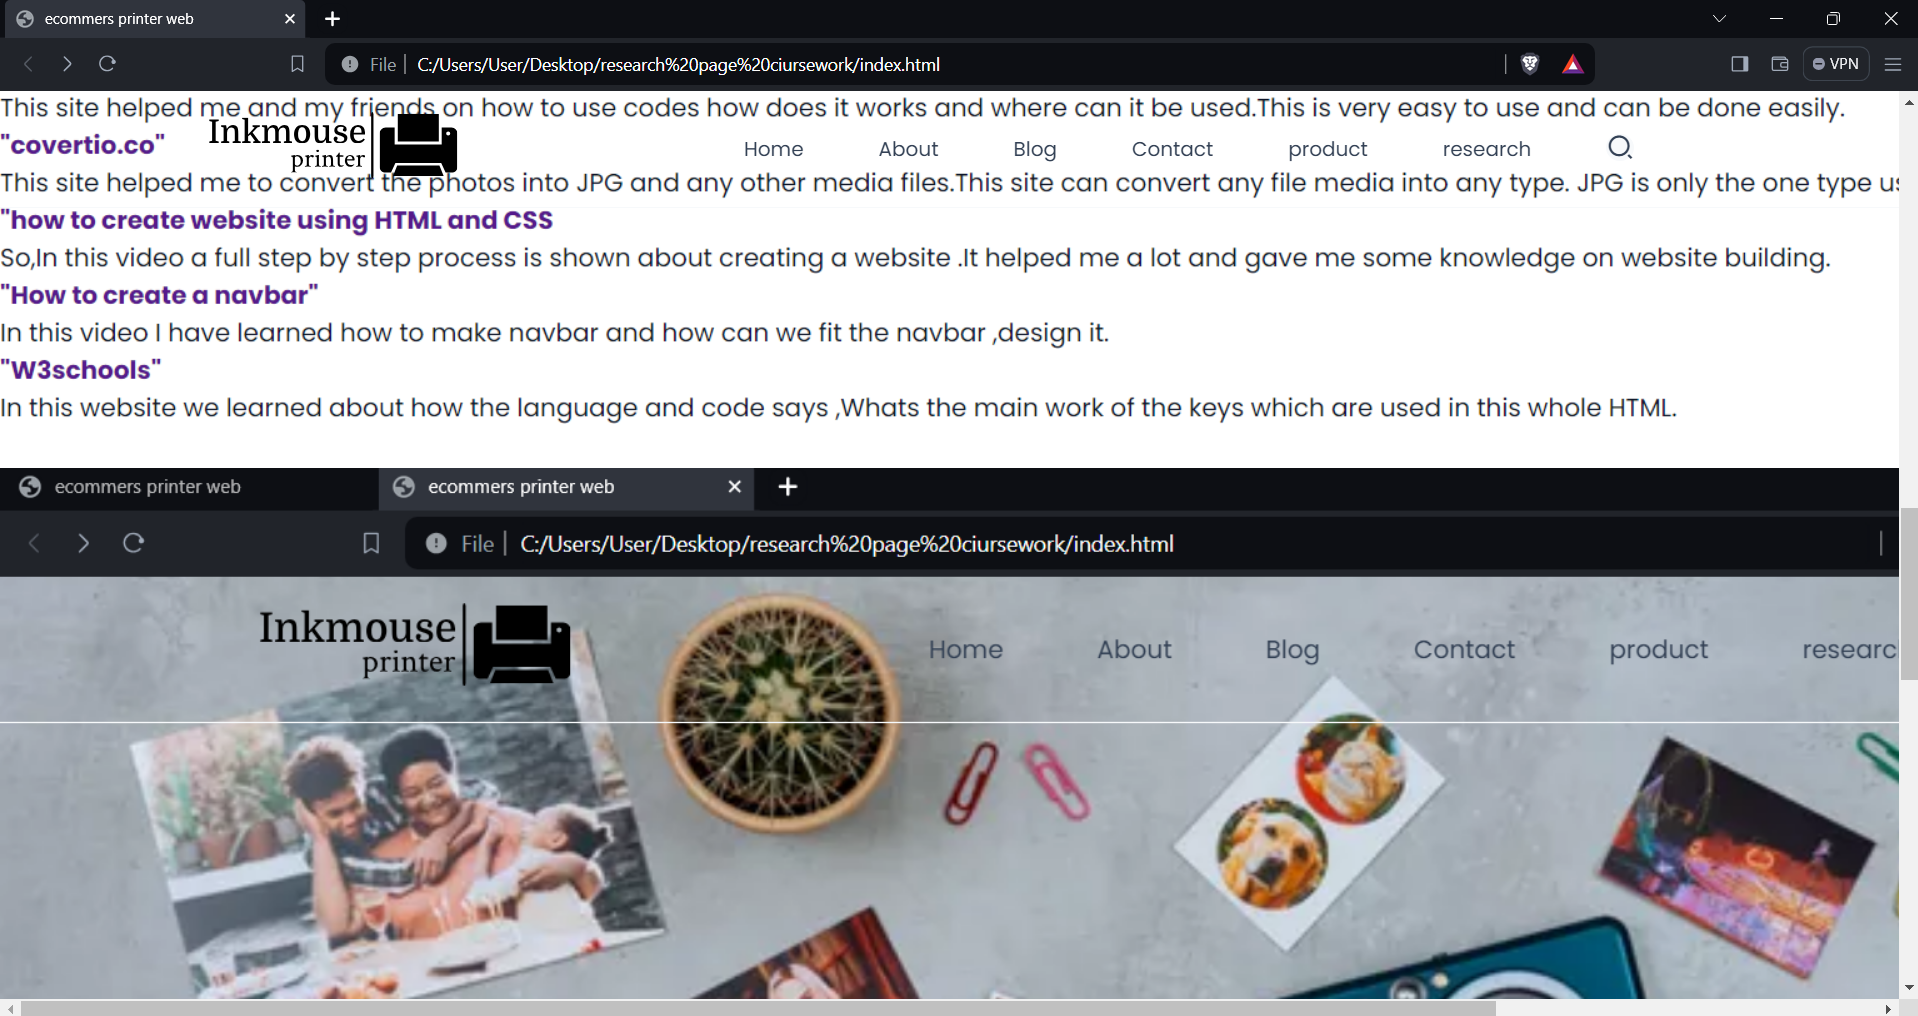 ecommers printer web
VPN
File
C:/Users/User/Desktop/research%20page%20ciursework/index.html
This site helped me and my friends on how to use codes how does it works and where can it be used.This is very easy to use and can be done easily.
"covertio.co"
Inkmouse
printer
Home About Blog Contact product research
This site helped me to convert the photos into JPG and any other media files.This site can convert any file media into any type. JPG is only the one type us
"how to create website using HTML and CSS
So,In this video a full step by step process is shown about creating a website .It helped me a lot and gave me some knowledge on website building.
"How to create a navbar"
In this video I have learned how to make navbar and how can we fit the navbar ,design it.
"W3schools"
In this website we learned about how the language and code says ,Whats the main work of the keys which are used in this whole HTML.
ecommers printer web ecommers printer web
File C:/Users/User/Desktop/research%20page%20ciursework/index.html
Inkmouse
printer
Home About Blog Contact product researc